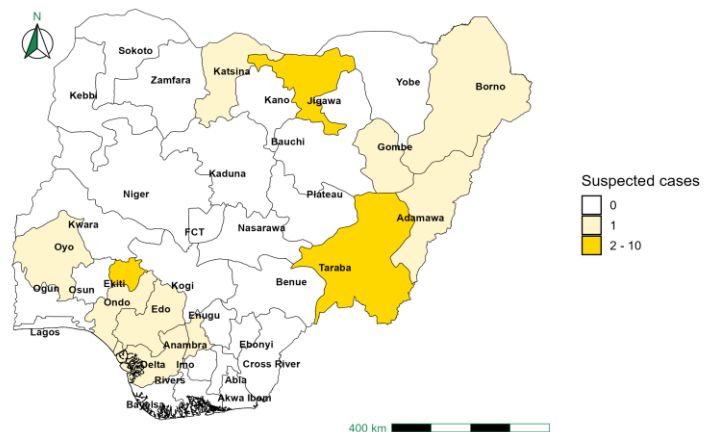 N
Sokoto
Katsina
Zamfara
Yobe
Borno
Kebbi
Kano
Jigawa
Bauchi
Gombe
Kaduna
Niger
Plateau
Adamawa
Kwara
FCT
Nasarawa
Oyo
Taraba
Ogun
Osun
Ekiti
Kogi
Benue
Ondo
Edo
Enugu
Lagos
Anambra
Ebonyi
Delta
Imo
Cross River
Rivers
Abia
Bayelsa
Akwa Ibom
400 km
Suspected cases
0
1
2 - 10